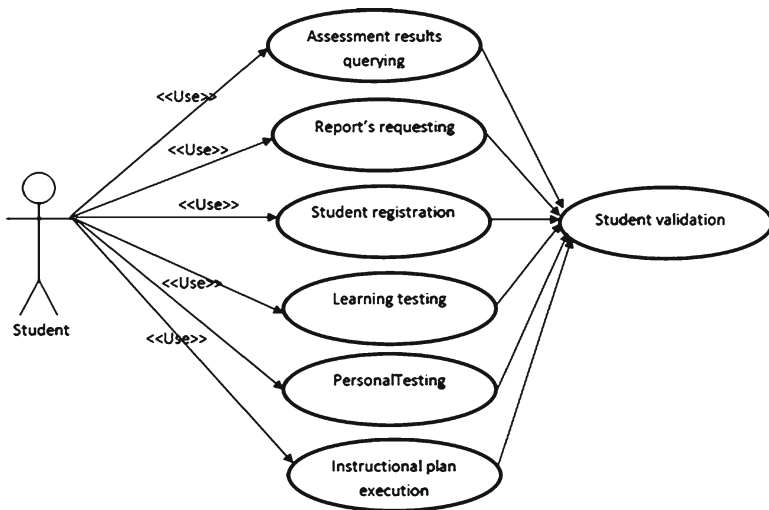 Assessment results
querying
<<Use>>
Report's requesting
<<Use>>
Student registration
<<Use>>
Student validation
Learning testing
<<Use>>
Student
<<Use>>
PersonalTesting
Instructional plan
execution